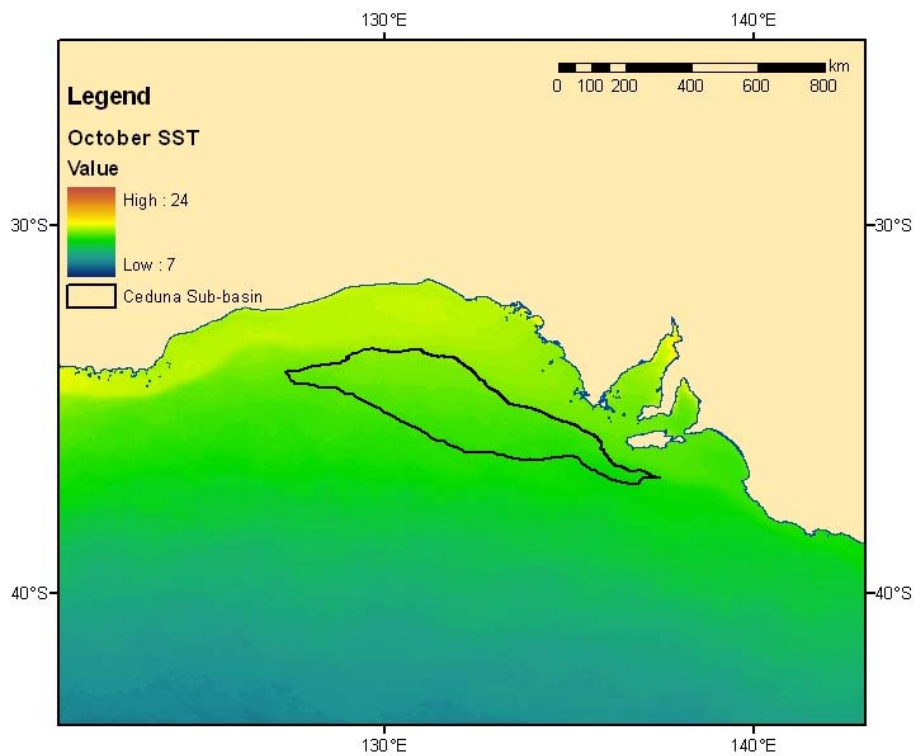 130°E 140°E
km
0 100 200 400 600 800
Legend
October SST
Value
High : 24
30°S 30°S
Low : 7
Ceduna Sub-basin
40°S 40°S
130°E 140°E